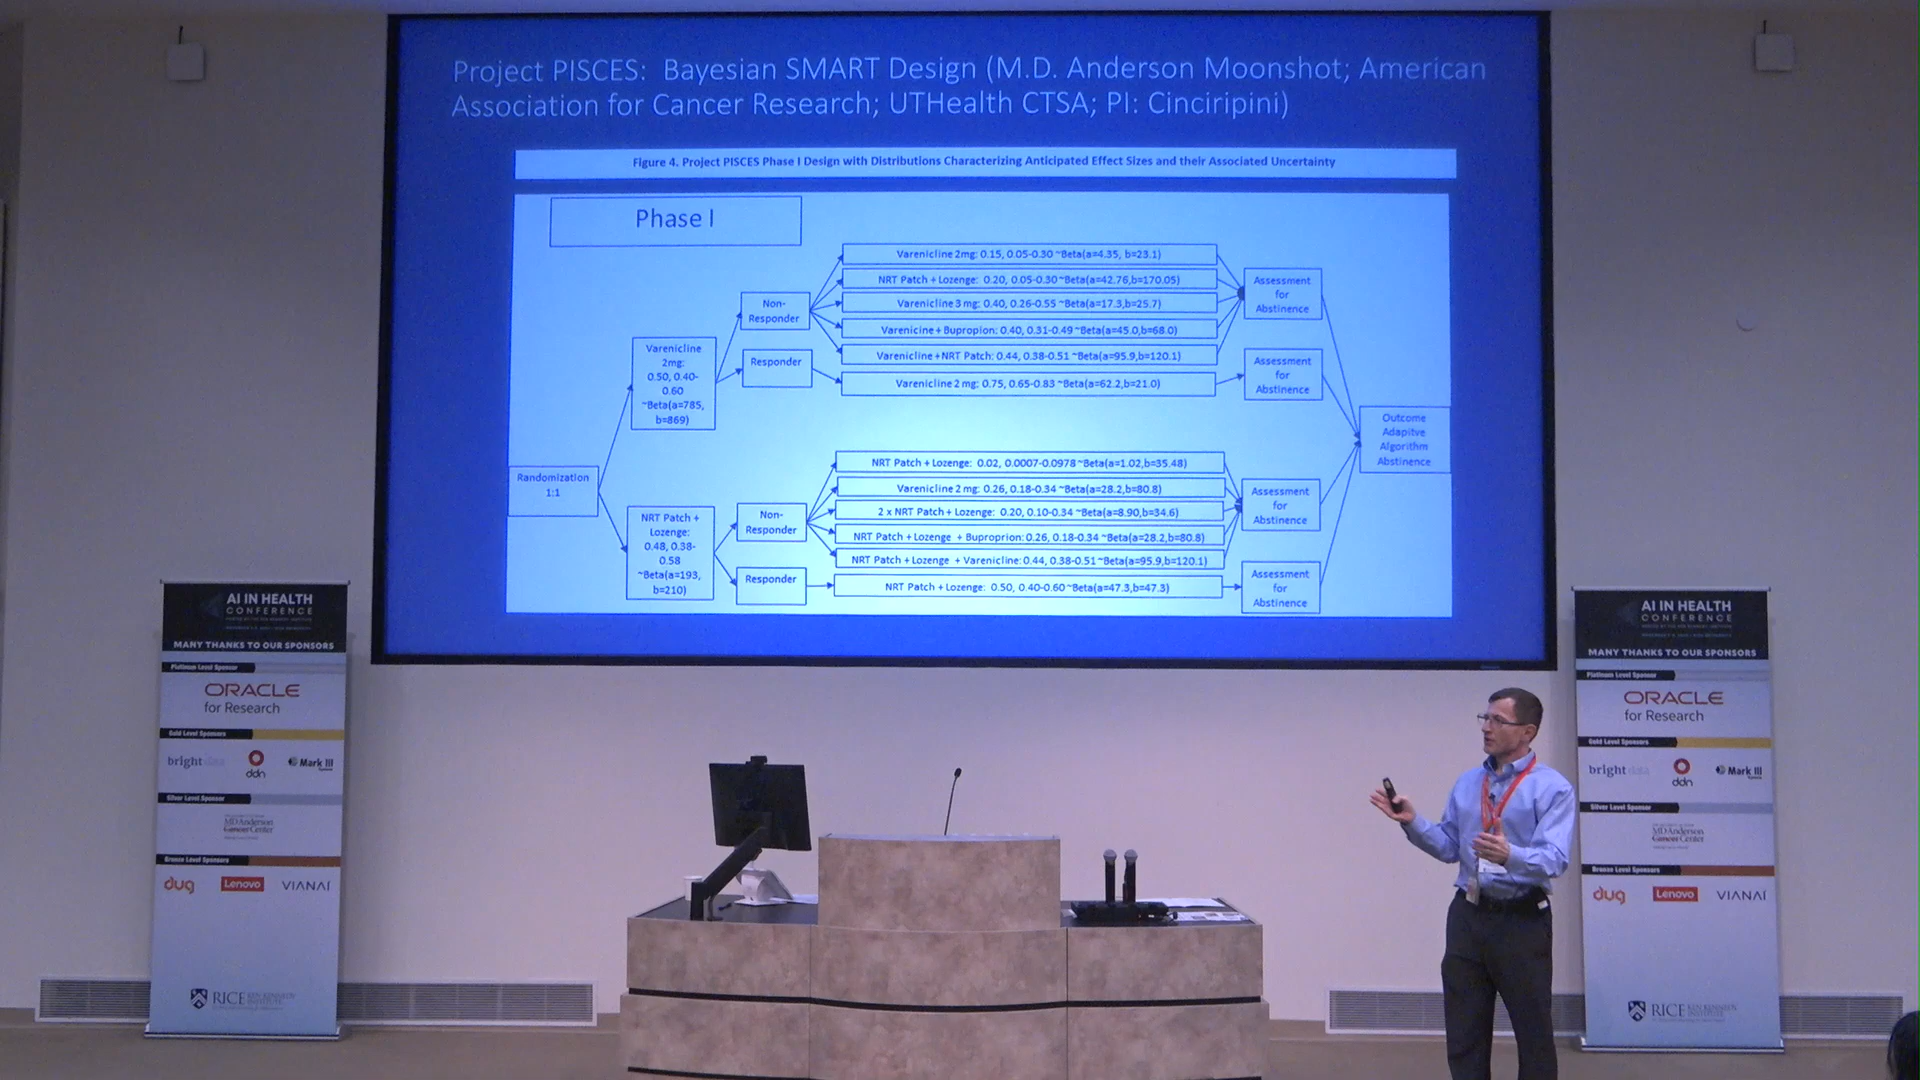 Project PISCES: Bayesian SMART Design (M.D. Anderson Moonshot; American
Association for Cancer Research; UTHealth CTSA; PI: Cinciripini)
Figure 4. Project PISCES Phase I Design with Distributions Characterizing Anticipated Effect Sizes and their Associated Uncertainty
Phase I
Randomization
1:1
Varenicline
2mg:
0.50, 0.40-
0.60
~Beta(a=785,
b=869)
Non-
Responder
Responder
Varenicline 2mg: 0.15, 0.05-0.30 ~Beta(a=4.35, b=23.1)
NRT Patch + Lozenge: 0.20, 0.05-0.30 ~Beta(a=42.76,b=170.05)
Varenicline 3 mg: 0.40, 0.26-0.55 ~Beta(a=17.3,b=25.7)
Varenicine + Bupropion: 0.40, 0.31-0.49 ~Beta(a=45.0,b=68.0)
Varenicline + NRT Patch: 0.44, 0.38-0.51 ~Beta(a=95.9,b=120.1)
Varenicline 2 mg: 0.75, 0.65-0.83 ~Beta(a=62.2,b=21.0)
Assessment
for
Abstinence
Assessment
for
Abstinence
NRT Patch +
Lozenge:
0.48, 0.38-
0.58
~Beta(a=193,
b=210)
Non-
Responder
Responder
NRT Patch + Lozenge: 0.02, 0.0007-0.0978 ~Beta(a=1.02,b=35.48)
Varenicline 2 mg: 0.26, 0.18-0.34 ~Beta(a=28.2,b=80.8)
2 x NRT Patch + Lozenge: 0.20, 0.10-0.34 ~Beta(a=8.90,b=34.6)
NRT Patch + Lozenge + Buproprion: 0.26, 0.18-0.34 ~Beta(a=28.2,b=80.8)
NRT Patch + Lozenge + Varenicline: 0.44, 0.38-0.51 ~Beta(a=95.9,b=120.1)
NRT Patch + Lozenge: 0.50, 0.40-0.60 ~Beta(a=47.3,b=47.3)
Assessment
for
Abstinence
Assessment
for
Abstinence
Outcome
Adapitve
Algorithm
Abstinence
AI IN HEALTH
CONFERENCE
MANY THANKS TO OUR SPONSORS
Platinum Level Sponsor
ORACLE
for Research
Gold Level Sponsors
bright data
ddn
Mark III
Silver Level Sponsor
MD Anderson
Cancer Center
Bronze Level Sponsors
dug
Lenovo
VIANAI
RICE KEN KENNEDY INSTITUTE
AI IN HEALTH
CONFERENCE
MANY THANKS TO OUR SPONSORS
Platinum Level Sponsor
ORACLE
for Research
Gold Level Sponsors
bright data
ddn
Mark III
Silver Level Sponsor
MD Anderson
Cancer Center
Bronze Level Sponsors
dug
Lenovo
VIANAI
RICE KEN KENNEDY